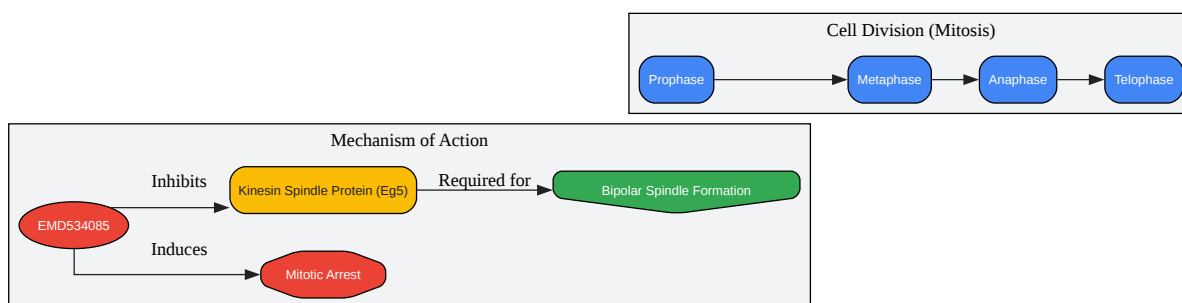 Cell Division (Mitosis)
Prophase
Metaphase
Anaphase
Telophase
Mechanism of Action
Inhibits
Kinesin Spindle Protein (Eg5)
Required for
Bipolar Spindle Formation
EMD534085
Induces
Mitotic Arrest